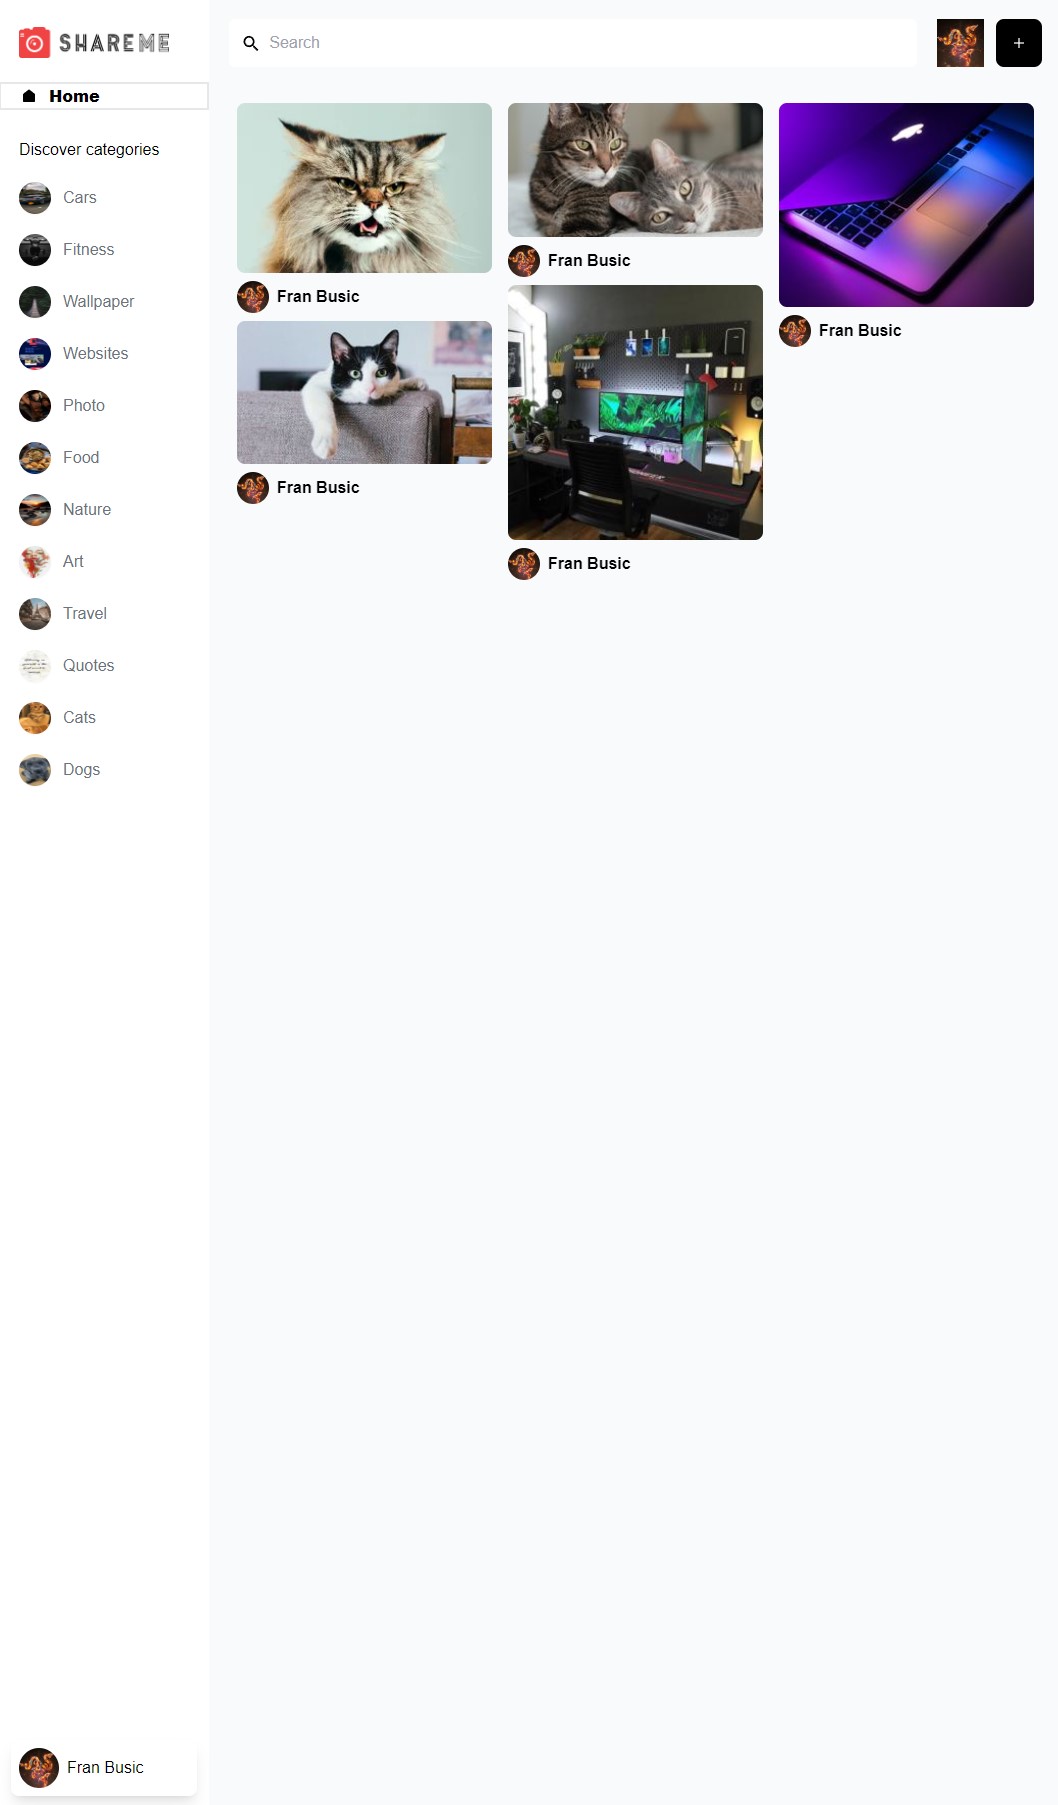 SHAREME
Search
Home
Discover categories
Cars
Fitness
Wallpaper
Websites
Photo
Food
Nature
Art
Travel
Quotes
Cats
Dogs
Fran Busic
Fran Busic
Fran Busic
Fran Busic
Fran Busic
Fran Busic